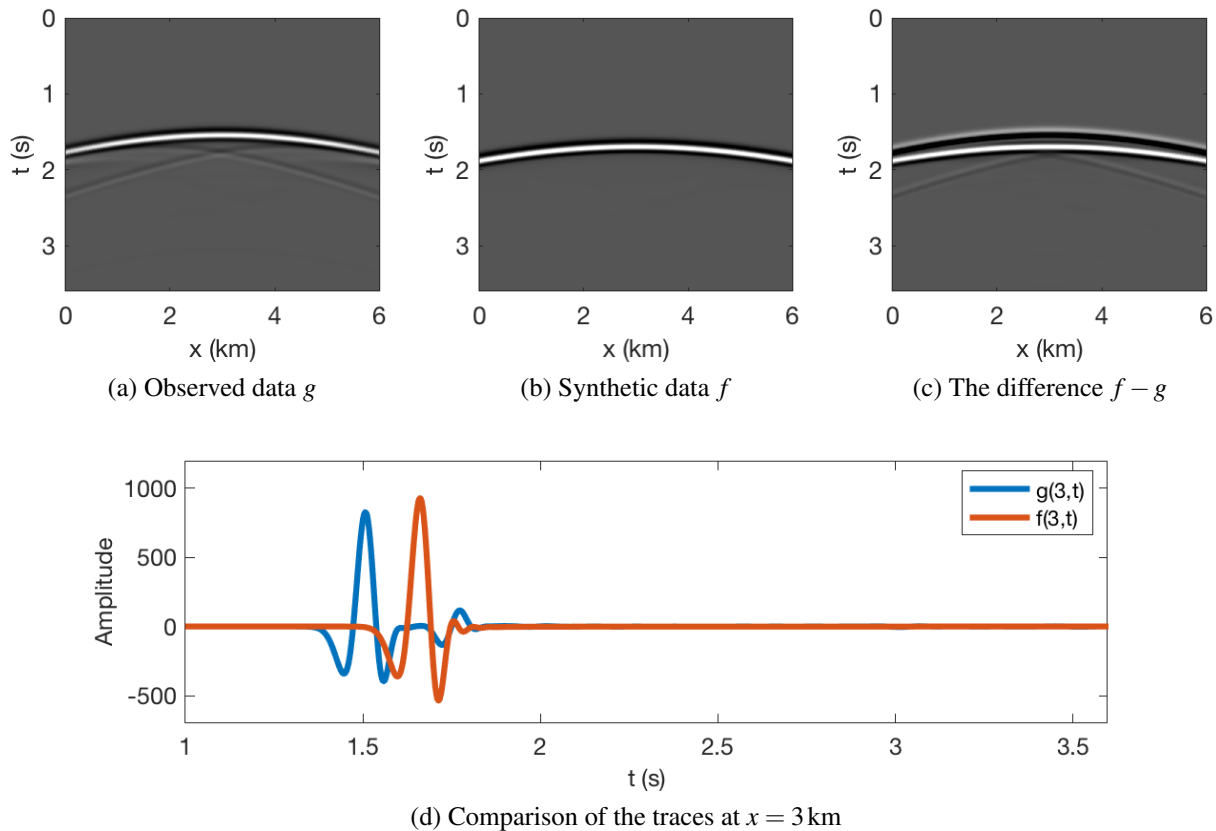 0
1
2
3
t (s)
0 2 4 6
x (km)
(a) Observed data g
0
1
2
3
t (s)
0 2 4 6
x (km)
(b) Synthetic data f
0
1
2
3
t (s)
0 2 4 6
x (km)
(c) The difference f − g
1000
500
0
-500
Amplitude
g(3,t)
f(3,t)
1 1.5 2 2.5 3 3.5
t (s)
(d) Comparison of the traces at x = 3 km